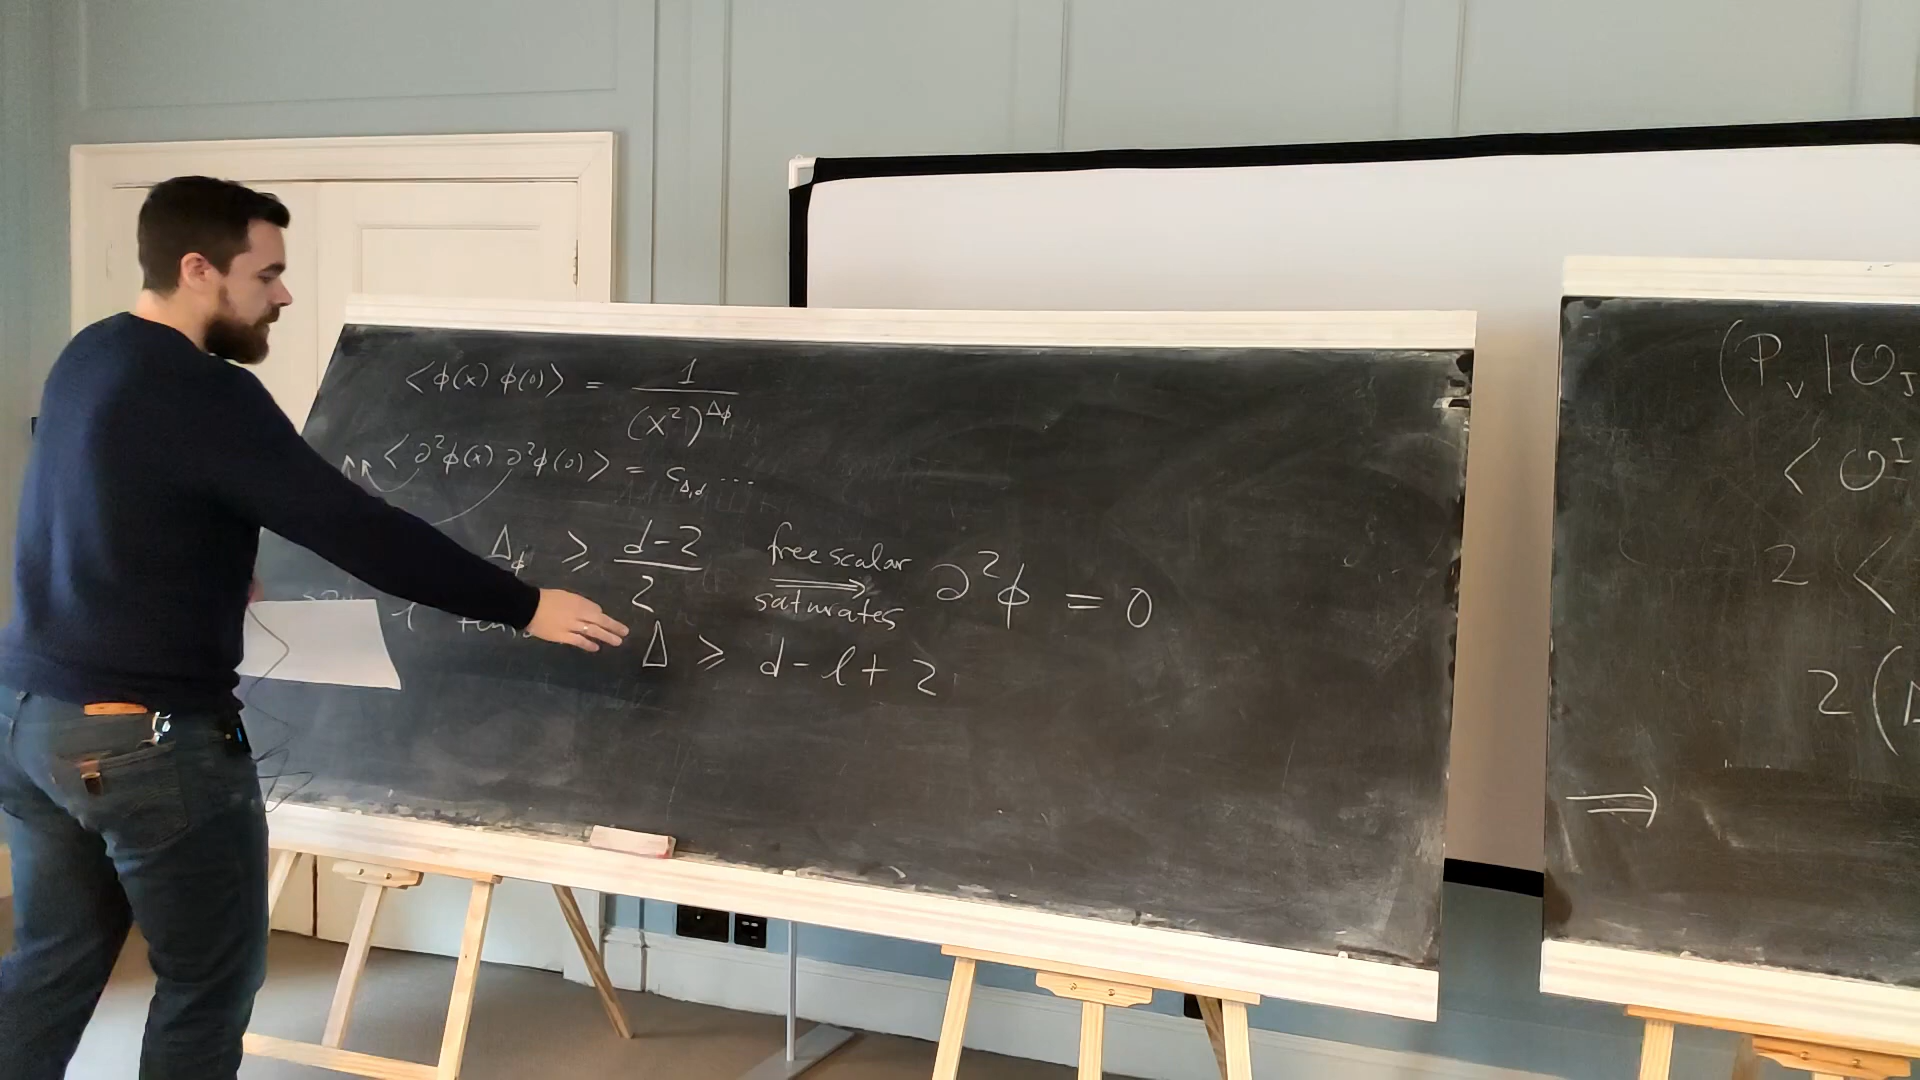 <φ(x) φ(0)> = 1 / (x²)^Δφ
<∂²φ(x) ∂²φ(0)> = c_Δ,d ...
Δφ ⩾ (d-2) / 2 free scalar ⟹ saturates ∂²φ = 0
Δ ⩾ d - l + 2
(P_v | O_J
< O^I
2 <
2 (Δ
⟹